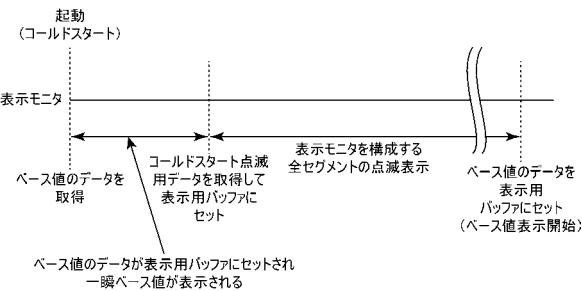 起動
(コールドスタート)
表示モニタ
ベース値のデータを
取得
コールドスタート点滅
用データを取得して
表示用バッファに
セット
表示モニタを構成する
全セグメントの点滅表示
ベース値のデータを
表示用
バッファにセット
(ベース値表示開始)
ベース値のデータが表示用バッファにセットされ
一瞬ベース値が表示される